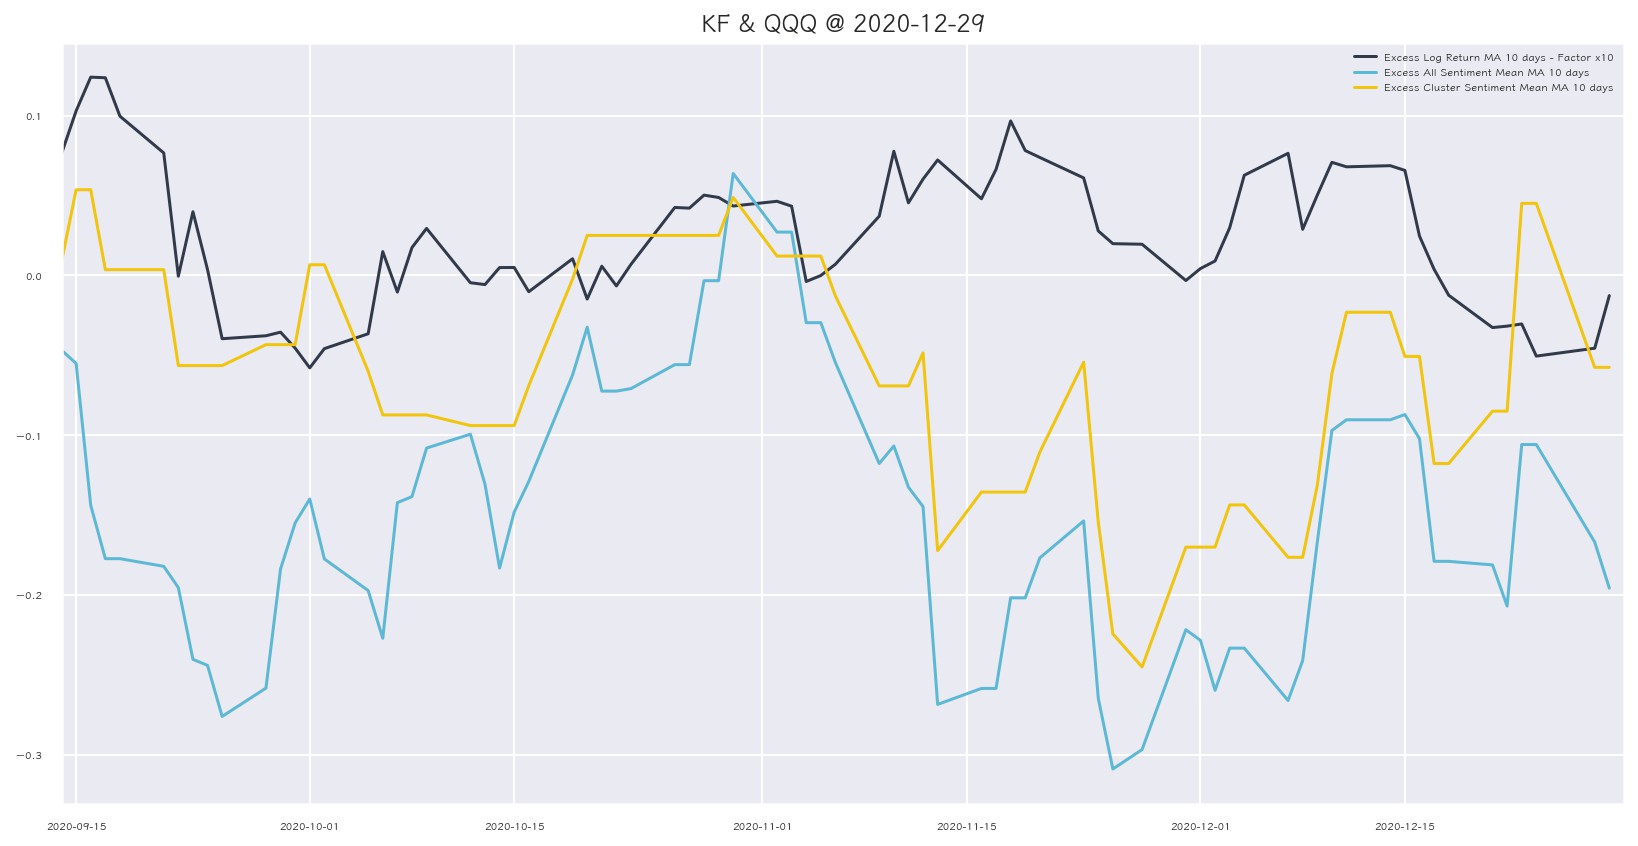 KF & QQQ @ 2020-12-29
Excess Log Return MA 10 days - Factor x10
Excess All Sentiment Mean MA 10 days
Excess Cluster Sentiment Mean MA 10 days
0.1
0.0
−0.1
−0.2
−0.3
2020-09-15 2020-10-01 2020-10-15 2020-11-01 2020-11-15 2020-12-01 2020-12-15